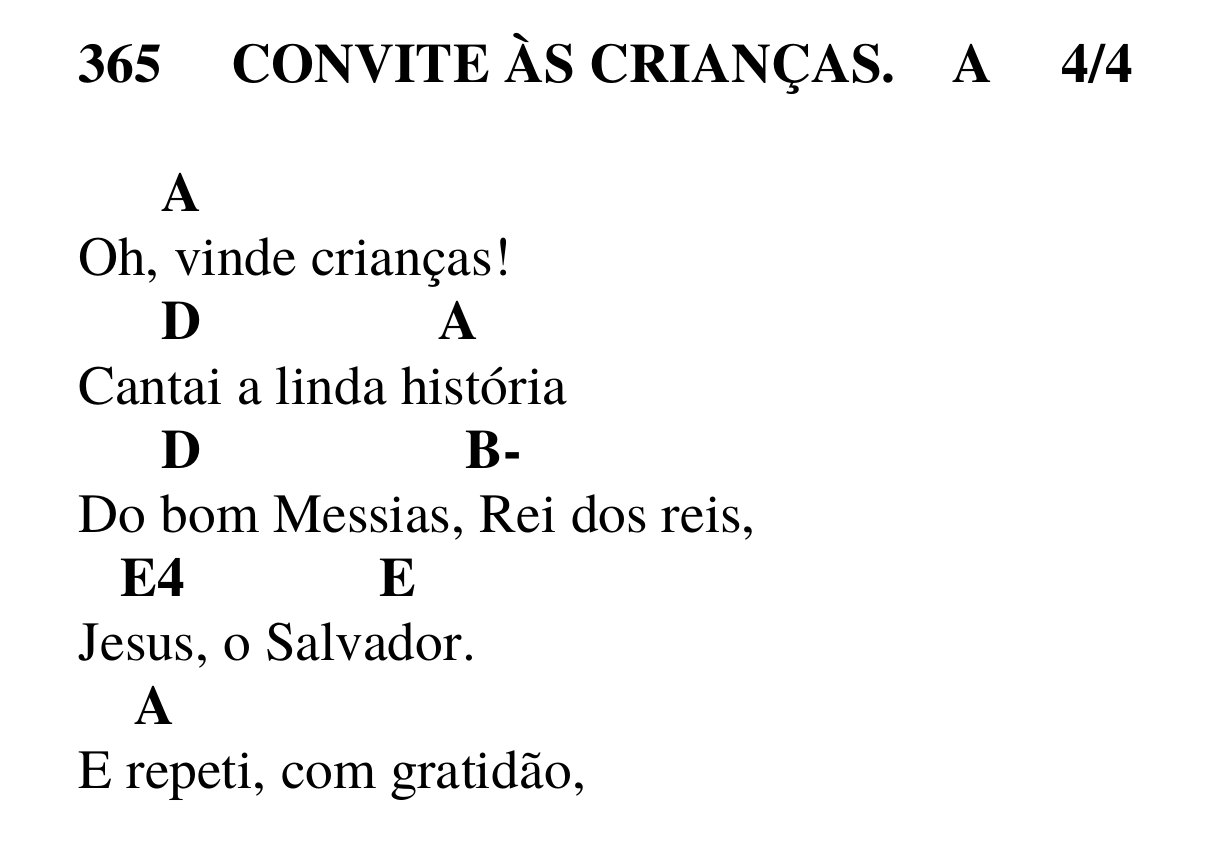 365 CONVITE ÀS CRIANÇAS. A 4/4
A
Oh, vinde crianças!
D A
Cantai a linda história
D B-
Do bom Messias, Rei dos reis,
E4 E
Jesus, o Salvador.
A
E repeti, com gratidão,